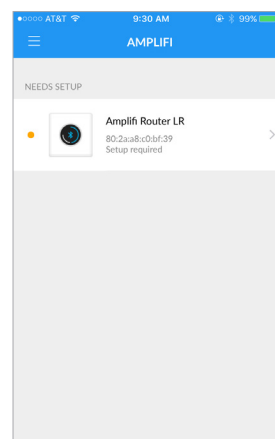 AT&T 9:30 AM 99%
AMPLIFI
NEEDS SETUP
Amplifi Router LR
80:2a:a8:c0:bf:39
Setup required